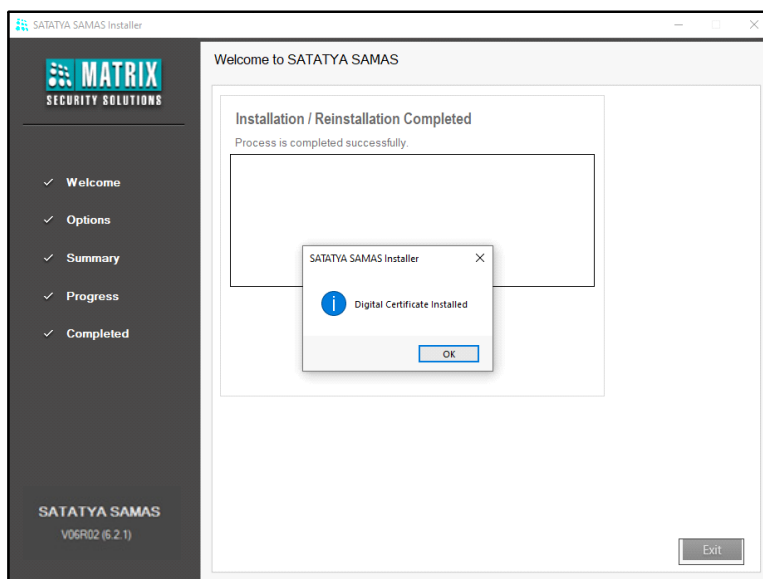 SATATYA SAMAS Installer
MATRIX
SECURITY SOLUTIONS
Welcome
Options
Summary
Progress
Completed
SATATYA SAMAS
V06R02 (6.2.1)
Welcome to SATATYA SAMAS
Installation / Reinstallation Completed
Process is completed successfully.
SATATYA SAMAS Installer
Digital Certificate Installed
OK
Exit